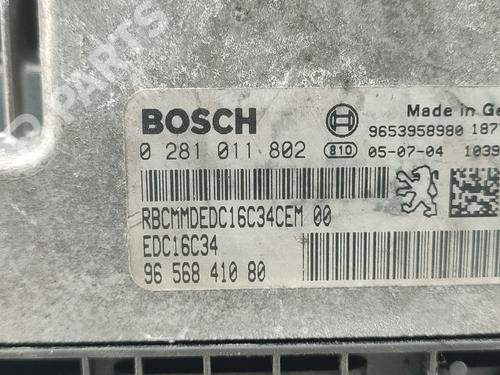 BOSCH
Made in Ge
9653958980 187
0 281 011 802 810 05-07-04 1039
RBCMMDEDC16C34CEM 00
EDC16C34
96 568 410 80